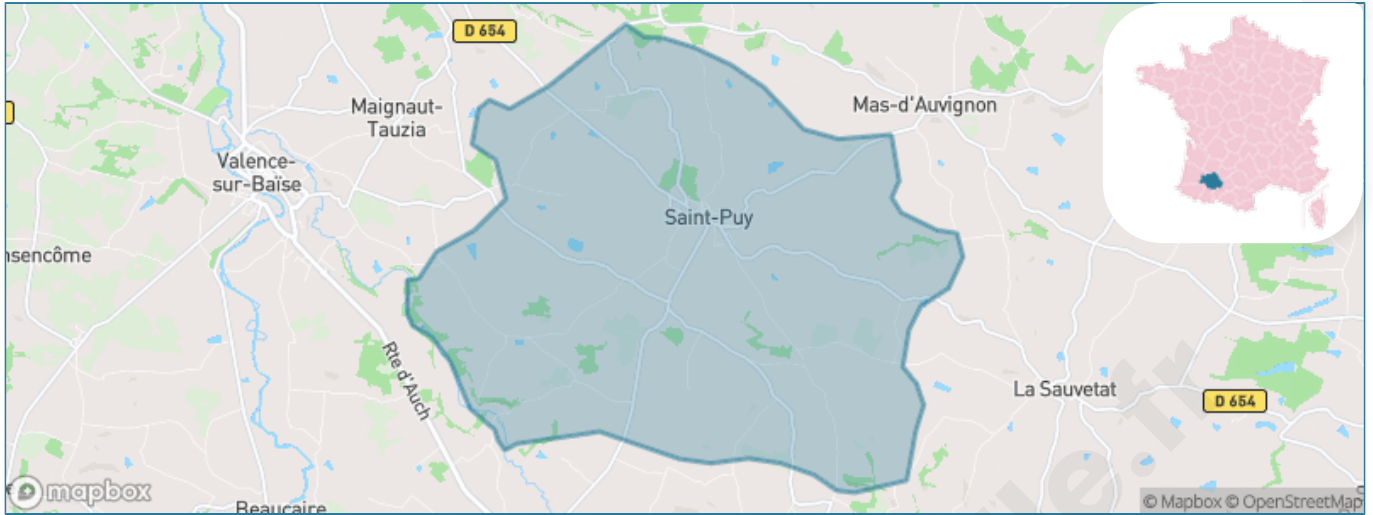 D 654
Maignaut-
Tauzia
Mas-d'Auvignon
Valence-
sur-Baïse
Saint-Puy
nsencôme
Rte d'Auch
La Sauvetat
D 654
mapbox
Beaucaire
© Mapbox © OpenStreetMap